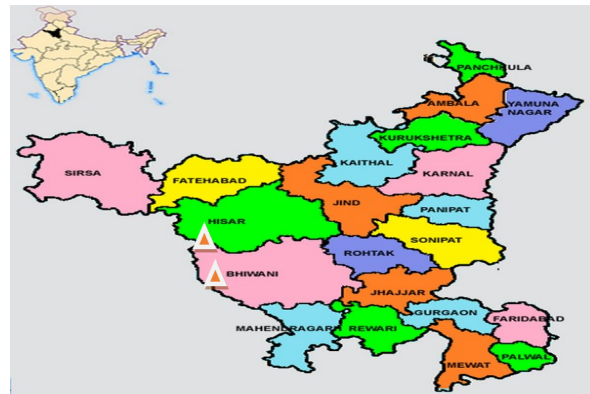 PANCHKULA
AMBALA
YAMUNA
NAGAR
KURUKSHETRA
KAITHAL
KARNAL
SIRSA
FATEHABAD
JIND
PANIPAT
HISAR
SONIPAT
ROHTAK
BHIWANI
JHAJJAR
GURGAON
FARIDABAD
MAHENDRAGARH
REWARI
PALWAL
MEWAT